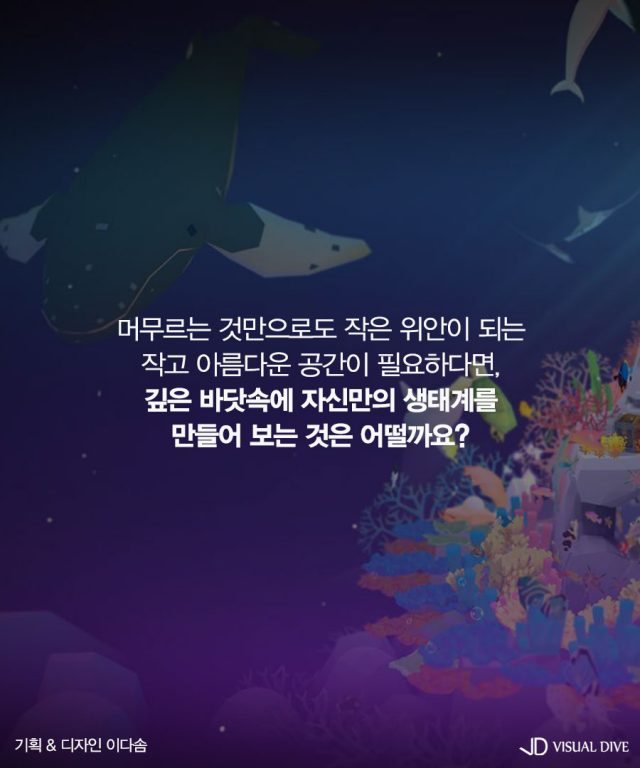 머무르는 것만으로도 작은 위안이 되는
작고 아름다운 공간이 필요하다면,
깊은 바닷속에 자신만의 생태계를
만들어 보는 것은 어떨까요?
기획 & 디자인 이다솜
VISUAL DIVE